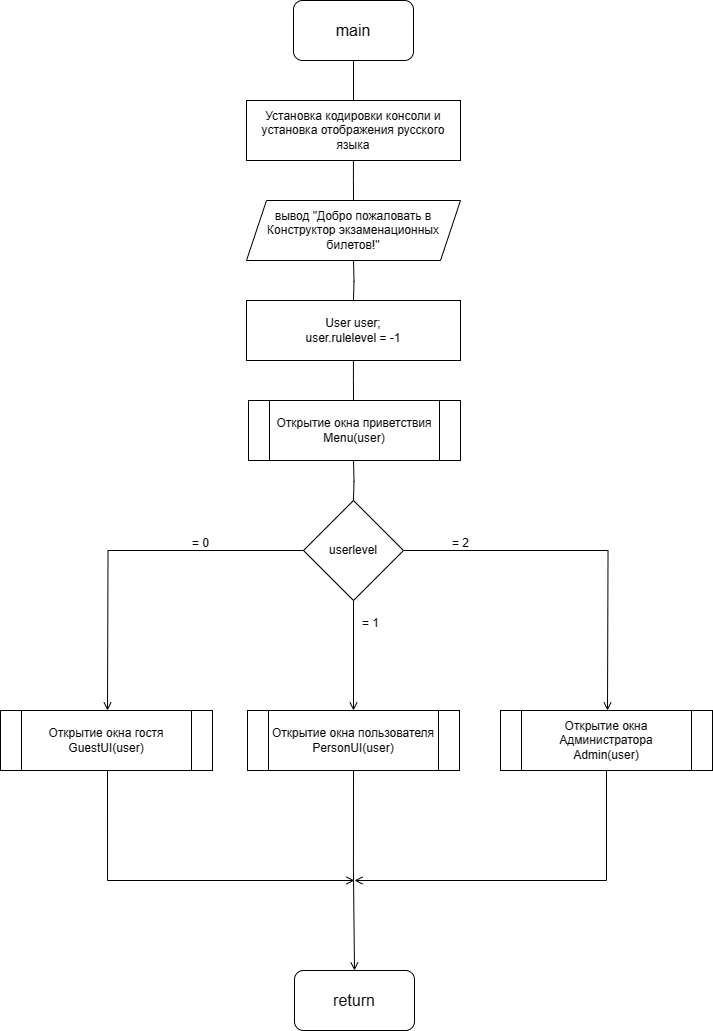 main
Установка кодировки консоли и
установка отображения русского
языка
вывод "Добро пожаловать в
Конструктор экзаменационных
билетов!"
User user;
user.rulelevel = -1
Открытие окна приветствия
Menu(user)
userlevel
= 0
= 2
= 1
Открытие окна гостя
GuestUI(user)
Открытие окна пользователя
PersonUI(user)
Открытие окна
Администратора
Admin(user)
return